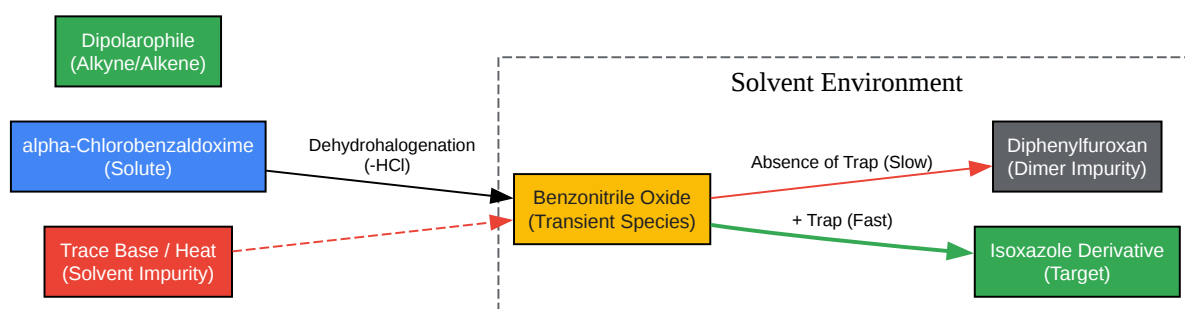 Dipolarophile
(Alkyne/Alkene)
alpha-Chlorobenzaldoxime
(Solute)
Trace Base / Heat
(Solvent Impurity)
Dehydrohalogenation
(-HCl)
Solvent Environment
Benzonitrile Oxide
(Transient Species)
Absence of Trap (Slow)
+ Trap (Fast)
Diphenylfuroxan
(Dimer Impurity)
Isoxazole Derivative
(Target)